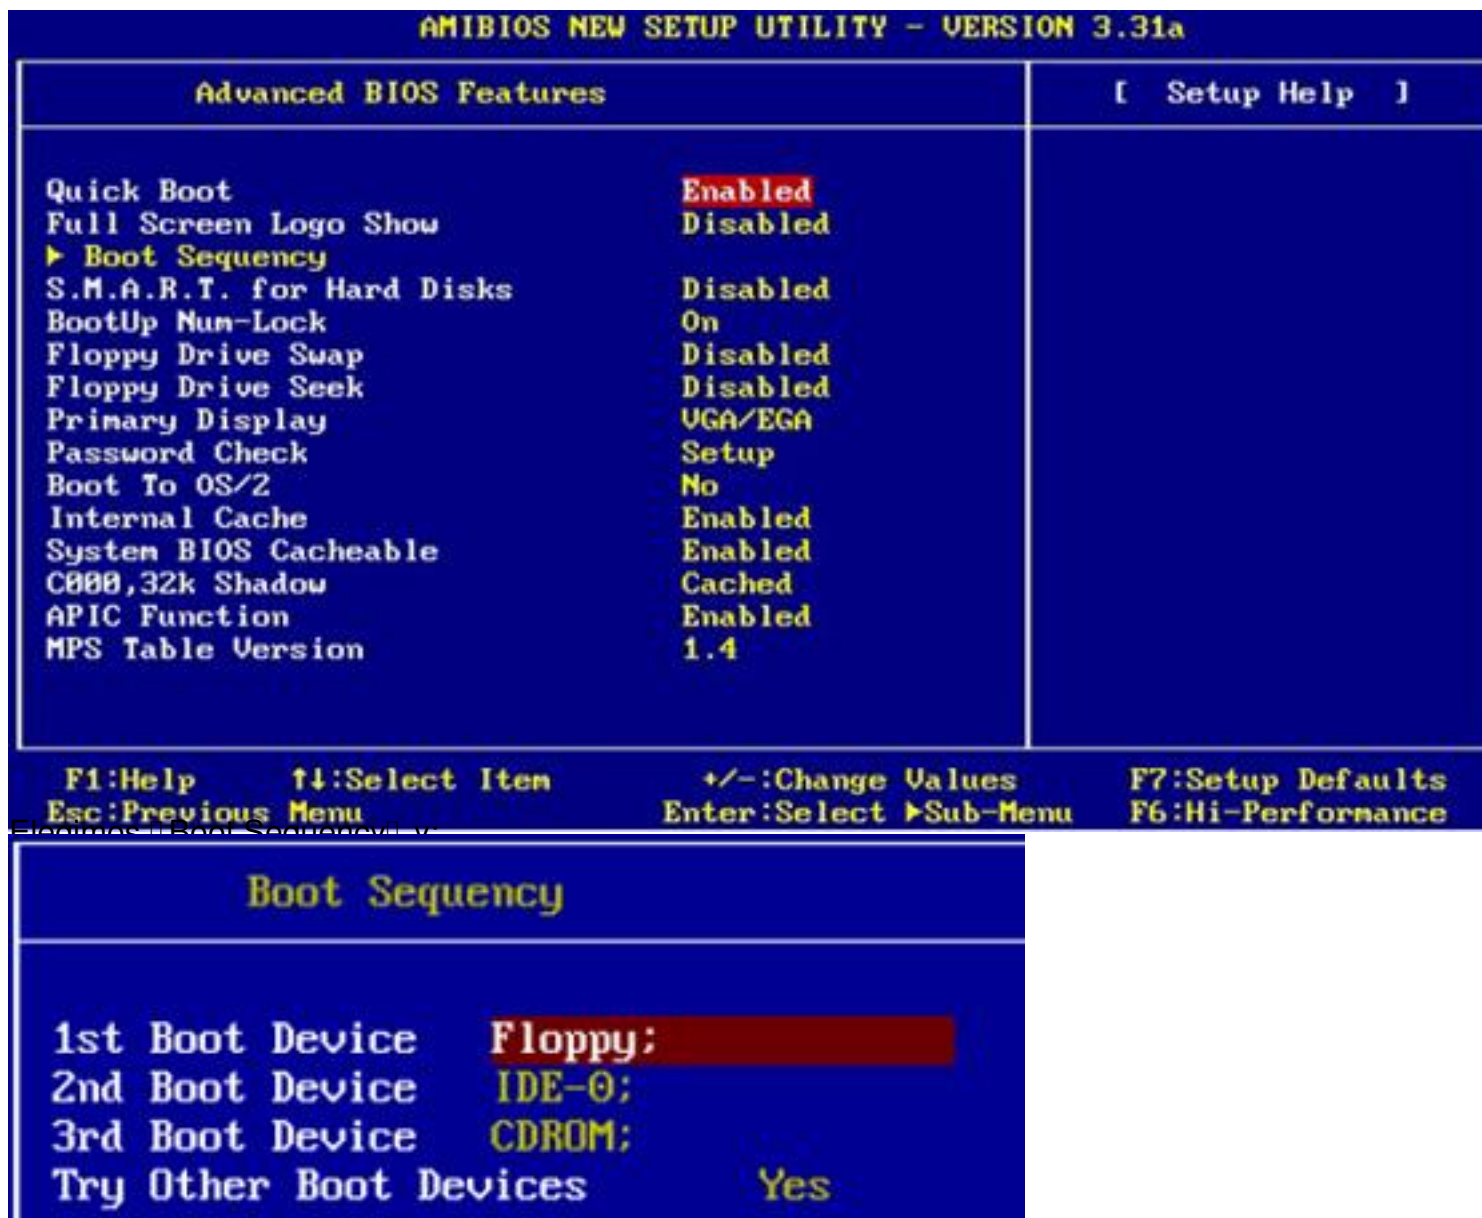 AMIBIOS NEW SETUP UTILITY - VERSION 3.31a
Advanced BIOS Features [ Setup Help ]
Quick Boot Enabled
Full Screen Logo Show Disabled
▶ Boot Sequency
S.M.A.R.T. for Hard Disks Disabled
BootUp Num-Lock On
Floppy Drive Swap Disabled
Floppy Drive Seek Disabled
Primary Display VGA/EGA
Password Check Setup
Boot To OS/2 No
Internal Cache Enabled
System BIOS Cacheable Enabled
C000,32k Shadow Cached
APIC Function Enabled
MPS Table Version 1.4
F1:Help ↑↓:Select Item +/-:Change Values F7:Setup Defaults
Esc:Previous Menu Enter:Select ▶Sub-Menu F6:Hi-Performance
Elegimos Boot Sequency y:
Boot Sequency
1st Boot Device Floppy;
2nd Boot Device IDE-0;
3rd Boot Device CDROM;
Try Other Boot Devices Yes